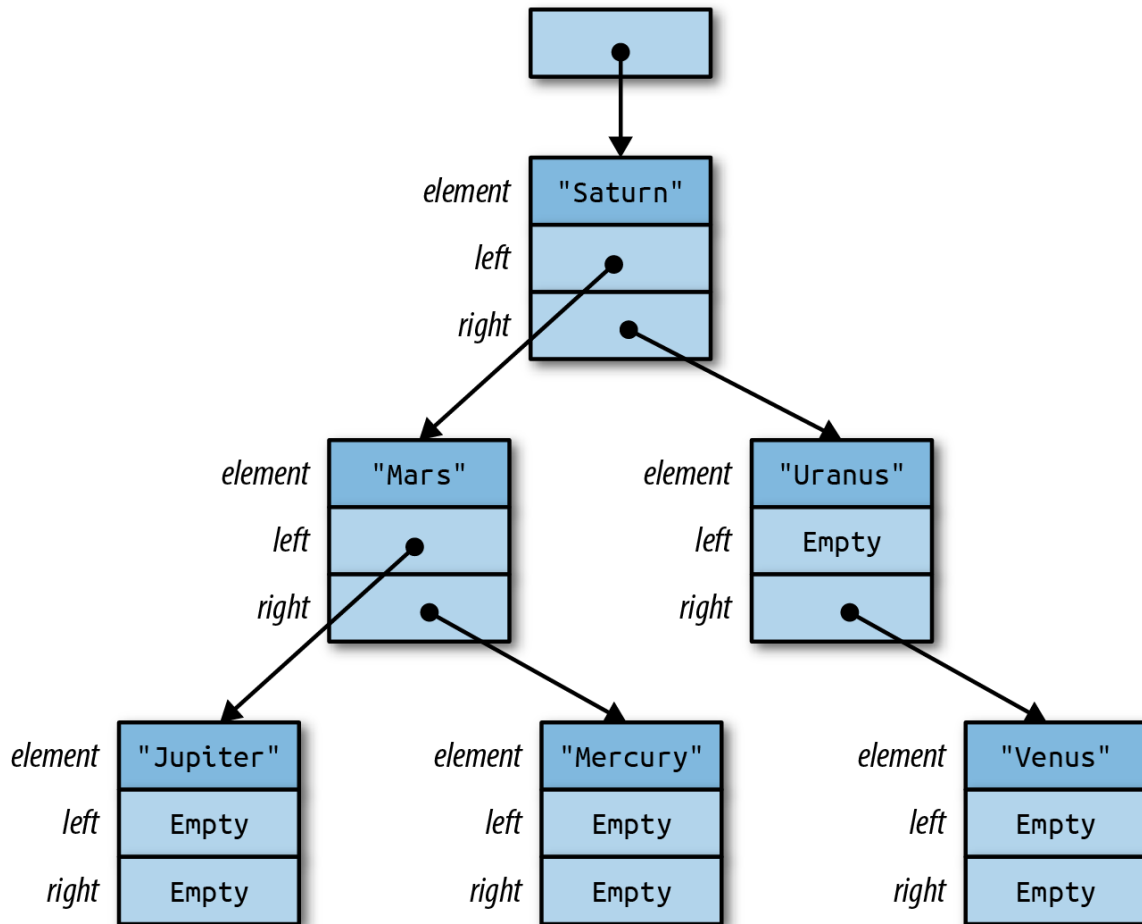 element "Saturn"
left
right
element "Mars" element "Uranus"
left left Empty
right right
element "Jupiter" element "Mercury" element "Venus"
left Empty left Empty left Empty
right Empty right Empty right Empty